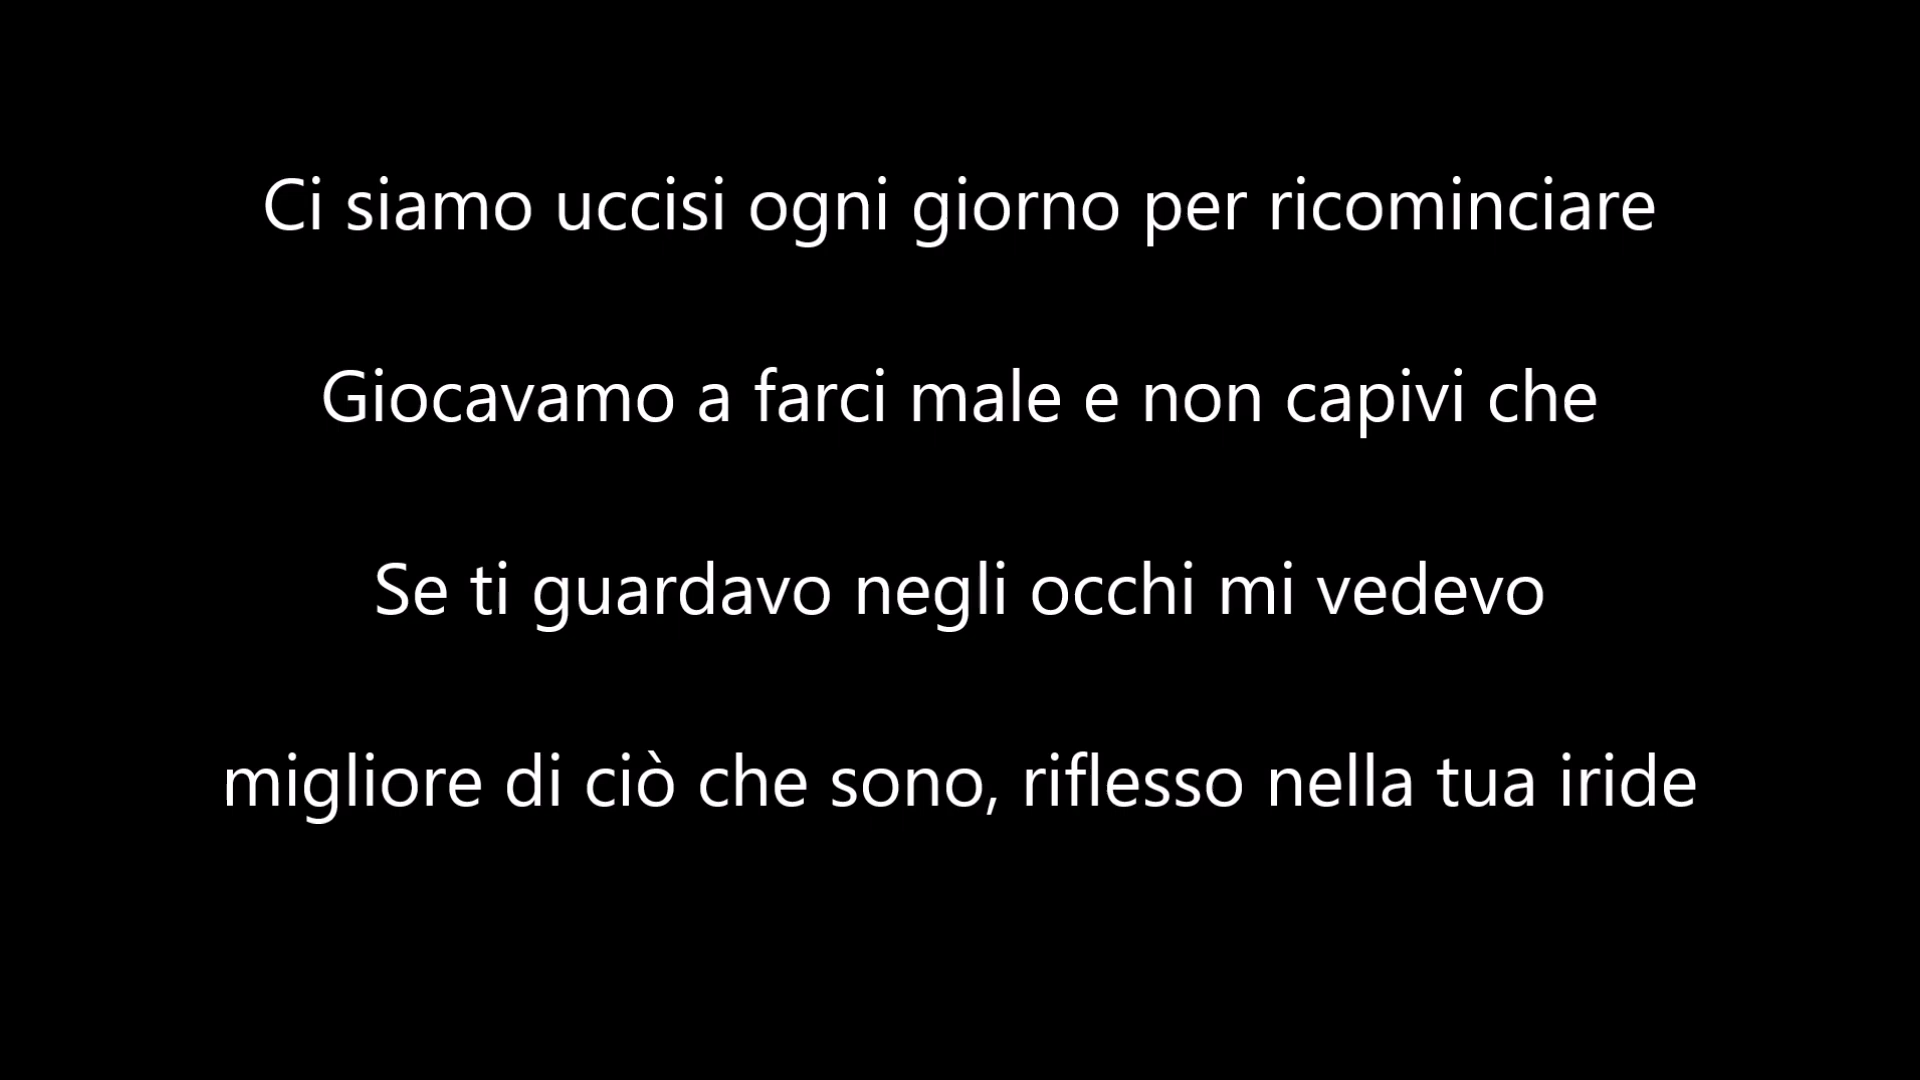 Ci siamo uccisi ogni giorno per ricominciare
Giocavamo a farci male e non capivi che
Se ti guardavo negli occhi mi vedevo
migliore di ciò che sono, riflesso nella tua iride